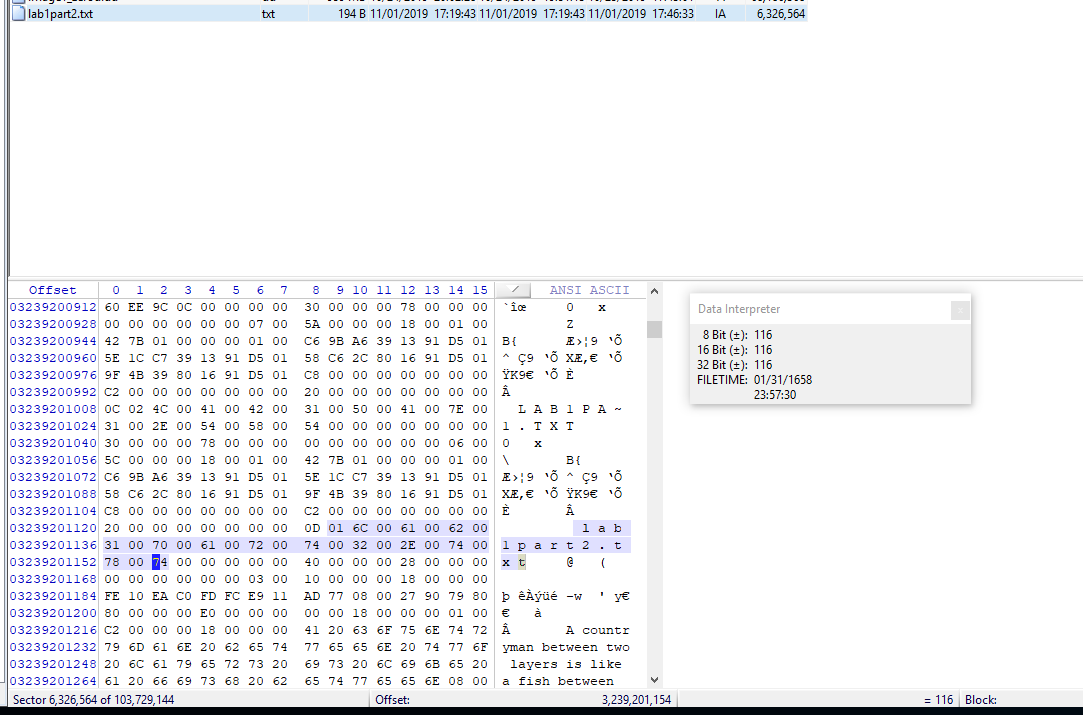 lab1part2.txt txt 194 B 11/01/2019 17:19:43 11/01/2019 17:19:43 11/01/2019 17:46:33 IA 6,326,564
Offset 0 1 2 3 4 5 6 7 8 9 10 11 12 13 14 15 ANSI ASCII
03239200912 60 EE 9C 0C 00 00 00 00 30 00 00 00 78 00 00 00 `îœ 0 x
03239200928 00 00 00 00 00 00 07 00 5A 00 00 00 18 00 01 00 Z
03239200944 42 7B 01 00 00 00 01 00 C6 9B A6 39 13 91 D5 01 B{ Æ›¦9 ‘Õ
03239200960 5E 1C C7 39 13 91 D5 01 58 C6 2C 80 16 91 D5 01 ^ Ç9 ‘Õ XÆ,€ ‘Õ
03239200976 9F 4B 39 80 16 91 D5 01 C8 00 00 00 00 00 00 00 ŸK9€ ‘Õ È
03239200992 C2 00 00 00 00 00 00 00 20 00 00 00 00 00 00 00 Â
03239201008 0C 02 4C 00 41 00 42 00 31 00 50 00 41 00 7E 00 L A B 1 P A ~
03239201024 31 00 2E 00 54 00 58 00 54 00 00 00 00 00 00 00 1 . T X T
03239201040 30 00 00 00 78 00 00 00 00 00 00 00 00 00 06 00 0 x
03239201056 5C 00 00 00 18 00 01 00 42 7B 01 00 00 00 01 00 \ B{
03239201072 C6 9B A6 39 13 91 D5 01 5E 1C C7 39 13 91 D5 01 Æ›¦9 ‘Õ ^ Ç9 ‘Õ
03239201088 58 C6 2C 80 16 91 D5 01 9F 4B 39 80 16 91 D5 01 XÆ,€ ‘Õ ŸK9€ ‘Õ
03239201104 C8 00 00 00 00 00 00 00 C2 00 00 00 00 00 00 00 È Â
03239201120 20 00 00 00 00 00 00 00 0D 01 6C 00 61 00 62 00 l a b
03239201136 31 00 70 00 61 00 72 00 74 00 32 00 2E 00 74 00 1 p a r t 2 . t
03239201152 78 00 74 00 00 00 00 00 40 00 00 00 28 00 00 00 x t @ (
03239201168 00 00 00 00 00 00 03 00 10 00 00 00 18 00 00 00
03239201184 FE 10 EA C0 FD FC E9 11 AD 77 08 00 27 90 79 80 þ êÀýüé -w ' y€
03239201200 80 00 00 00 E0 00 00 00 00 00 18 00 00 00 01 00 € à
03239201216 C2 00 00 00 18 00 00 00 41 20 63 6F 75 6E 74 72 Â A countr
03239201232 79 6D 61 6E 20 62 65 74 77 65 65 6E 20 74 77 6F yman between two
03239201248 20 6C 61 79 65 72 73 20 69 73 20 6C 69 6B 65 20 layers is like
03239201264 61 20 66 69 73 68 20 62 65 74 77 65 65 6E 08 00 a fish between
Data Interpreter
8 Bit (±): 116
16 Bit (±): 116
32 Bit (±): 116
FILETIME: 01/31/1658
23:57:30
Sector 6,326,564 of 103,729,144 Offset: 3,239,201,154 = 116 Block: